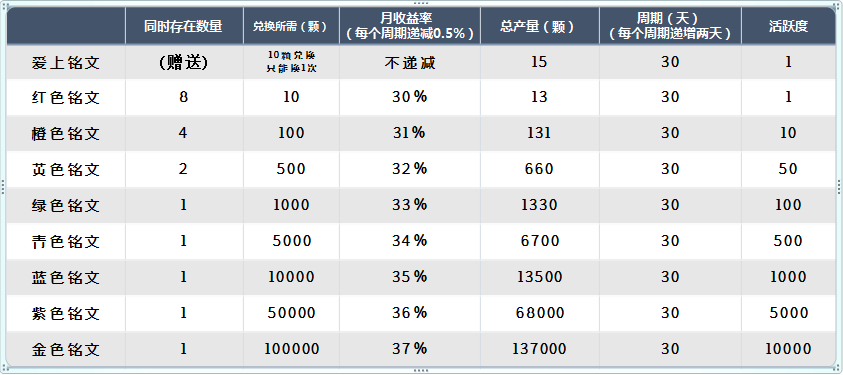 同时存在数量 兑换所需（颗） 月收益率（每个周期递减0.5%） 总产量（颗） 周期（天）（每个周期递增两天） 活跃度
爱上铭文 (赠送) 10颗兑换只能换1次 不递减 15 30 1
红色铭文 8 10 30% 13 30 1
橙色铭文 4 100 31% 131 30 10
黄色铭文 2 500 32% 660 30 50
绿色铭文 1 1000 33% 1330 30 100
青色铭文 1 5000 34% 6700 30 500
蓝色铭文 1 10000 35% 13500 30 1000
紫色铭文 1 50000 36% 68000 30 5000
金色铭文 1 100000 37% 137000 30 10000